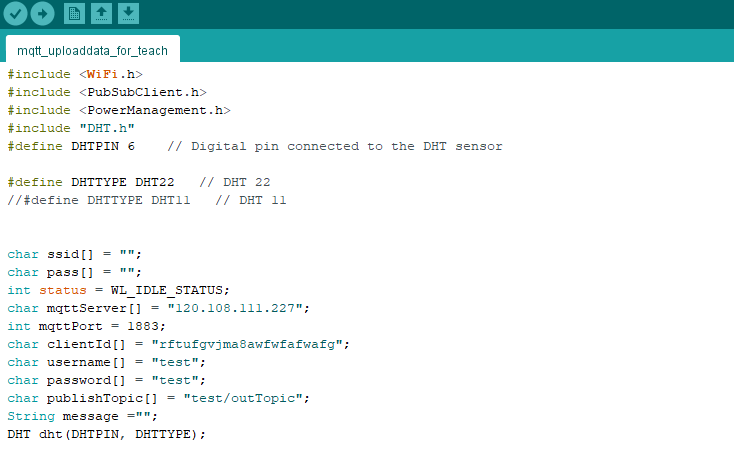 mqtt_uploaddata_for_teach
#include <WiFi.h>
#include <PubSubClient.h>
#include <PowerManagement.h>
#include "DHT.h"
#define DHTPIN 6    // Digital pin connected to the DHT sensor
#define DHTTYPE DHT22   // DHT 22
//#define DHTTYPE DHT11   // DHT 11
char ssid[] = "";
char pass[] = "";
int status = WL_IDLE_STATUS;
char mqttServer[] = "120.108.111.227";
int mqttPort = 1883;
char clientId[] = "rftufgvjma8awfwfafwafg";
char username[] = "test";
char password[] = "test";
char publishTopic[] = "test/outTopic";
String message ="";
DHT dht(DHTPIN, DHTTYPE);